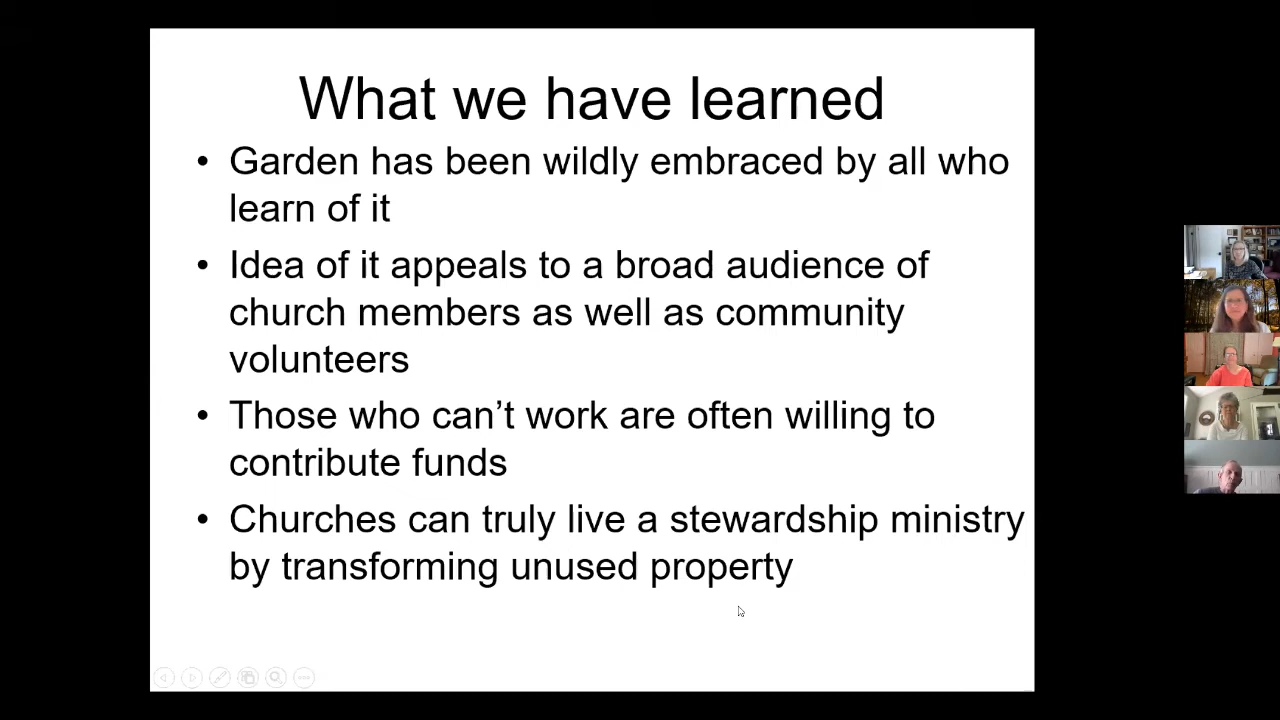 What we have learned
• Garden has been wildly embraced by all who
learn of it
• Idea of it appeals to a broad audience of
church members as well as community
volunteers
• Those who can’t work are often willing to
contribute funds
• Churches can truly live a stewardship ministry
by transforming unused property